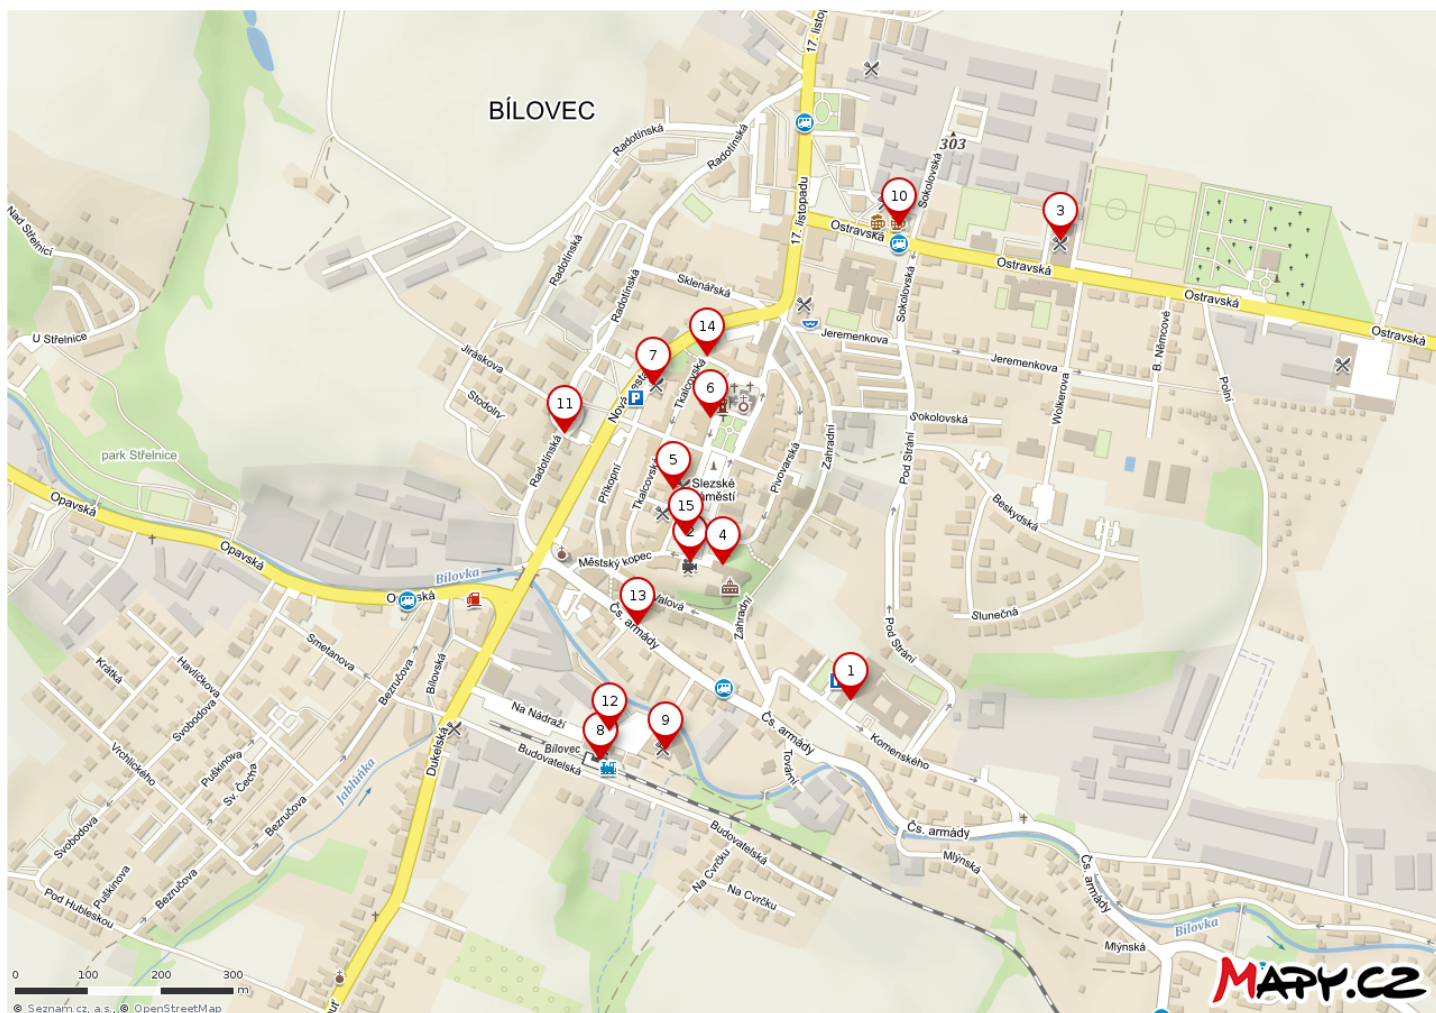 17. listop
BÍLOVEC
Radotínská
Radotínská
303
Sokolovská
10
3
17. listopadu
Ostravská
Nad Střelnicí
Radotínská
Ostravská
Sklenářská
Radotínská
Sokolovská
Ostravská
14
U Střelnice
Jeremenkova
Ostravská
B. Němcové
Jiráskova
7
Jeremenkova
Tkalcovská
6
Nová
P
Stodolní
11
Wolkerova
Polní
Sokolovská
Radotínská
Zahradní
Pod Strání
park Střelnice
5
Tkalcovská
Příkopní
Pivovarská
Slezské
náměstí
Opavská
15
Beskydská
2
4
Opavská
Městský kopec
Bílovka
13
Valová
Čs. armády
Zahradní
Slunečná
Pod Strání
Smetanova
Krátká
Havlíčkova
Bezručova
Bílovská
1
Svobodova
12
Na Nádraží
9
Čs. armády
8
Bílovec
Dukelská
Vrchlického
Budovatelská
Komenského
Tovární
Puškinova
Sv. Čecha
Jablůňka
Bezručova
Svobodova
Čs. armády
Budovatelská
Mlýnská
Na Cvrčku
Čs. armády
Puškinova
Bezručova
Na Cvrčku
Pod Hubleskou
Bílovka
Mlýnská
0 100 200 300
m
MAPY.CZ
© Seznam.cz, a.s., © OpenStreetMap